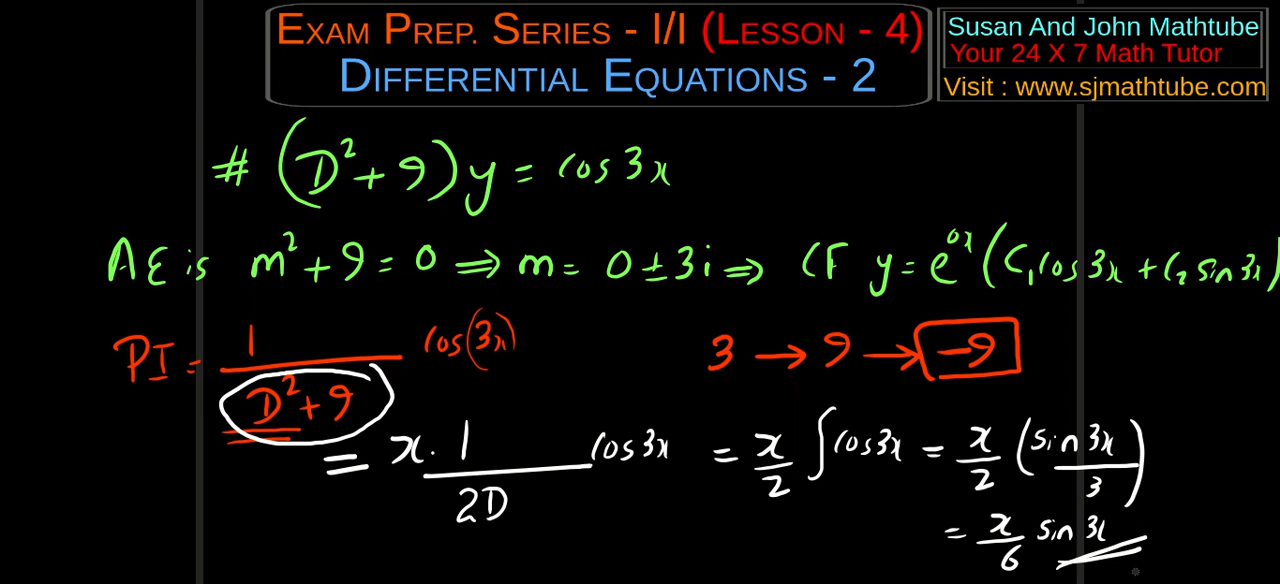 EXAM PREP. SERIES - I/I (LESSON - 4)
DIFFERENTIAL EQUATIONS - 2
Susan And John Mathtube
Your 24 X 7 Math Tutor
Visit : www.sjmathtube.com
# (D² + 9) y = cos 3x
AE is m² + 9 = 0 ⟹ m = 0 ± 3i ⟹ CF y = e^{0x} (C₁ cos 3x + C₂ sin 3x)
PI = 1/(D² + 9) cos(3x) 3 → 9 → -9
= x · 1/(2D) cos 3x = x/2 ∫ cos 3x = x/2 (sin 3x / 3)
= x/6 sin 3x